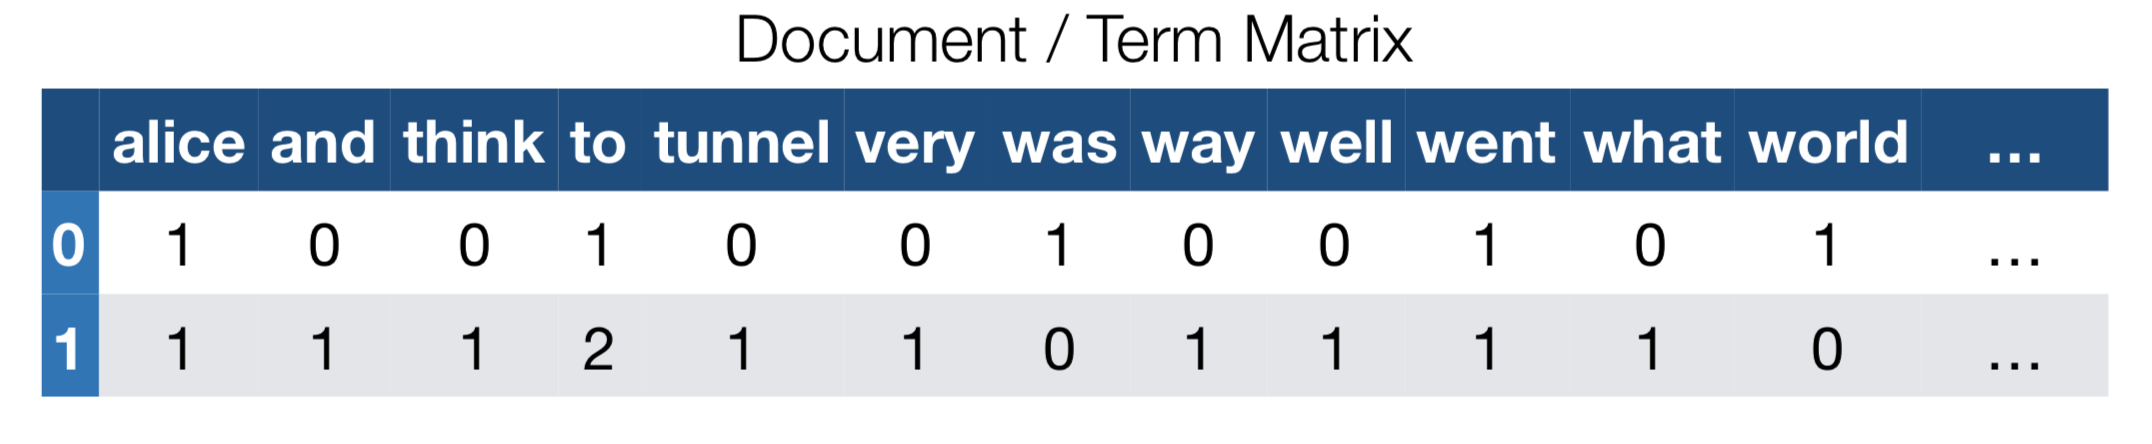 Document / Term Matrix
alice and think to tunnel very was way well went what world ...
0 1 0 0 1 0 0 1 0 0 1 0 1 ...
1 1 1 1 2 1 1 0 1 1 1 1 0 ...